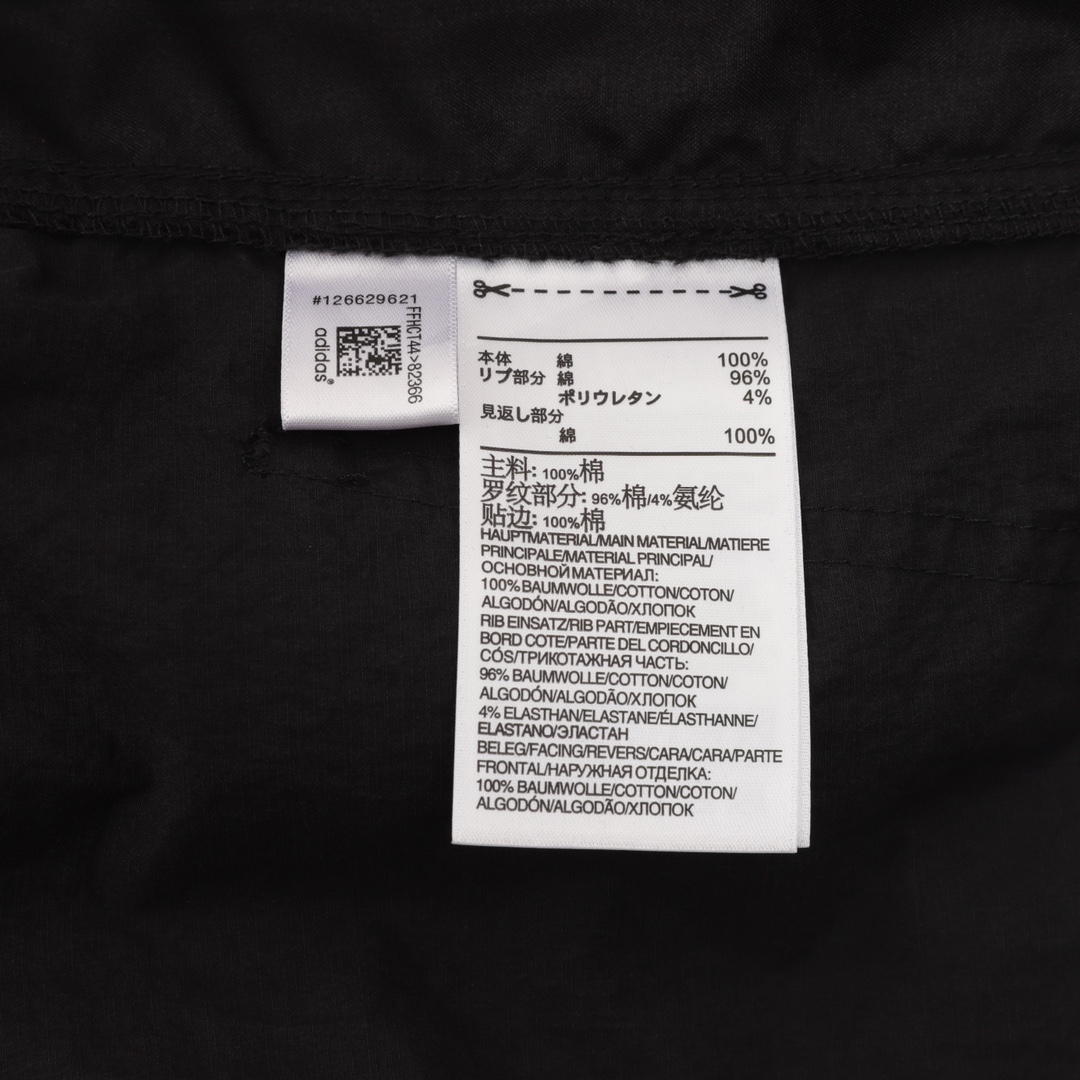 #126629621
adidas
FFHCT44>82366
本体 綿 100%
リブ部分 綿 96%
ポリウレタン 4%
見返し部分
綿 100%
主料: 100%棉
罗纹部分: 96%棉/4%氨纶
贴边: 100%棉
HAUPTMATERIAL/MAIN MATERIAL/MATIERE
PRINCIPALE/MATERIAL PRINCIPAL/
ОСНОВНОЙ МАТЕРИАЛ:
100% BAUMWOLLE/COTTON/COTON/
ALGODÓN/ALGODÃO/ХЛОПОК
RIB EINSATZ/RIB PART/EMPIECEMENT EN
BORD COTE/PARTE DEL CORDONCILLO/
CÓS/ТРИКОТАЖНАЯ ЧАСТЬ:
96% BAUMWOLLE/COTTON/COTON/
ALGODÓN/ALGODÃO/ХЛОПОК
4% ELASTHAN/ELASTANE/ÉLASTHANNE/
ELASTANO/ЭЛАСТАН
BELEG/FACING/REVERS/CARA/CARA/PARTE
FRONTAL/НАРУЖНАЯ ОТДЕЛКА:
100% BAUMWOLLE/COTTON/COTON/
ALGODÓN/ALGODÃO/ХЛОПОК